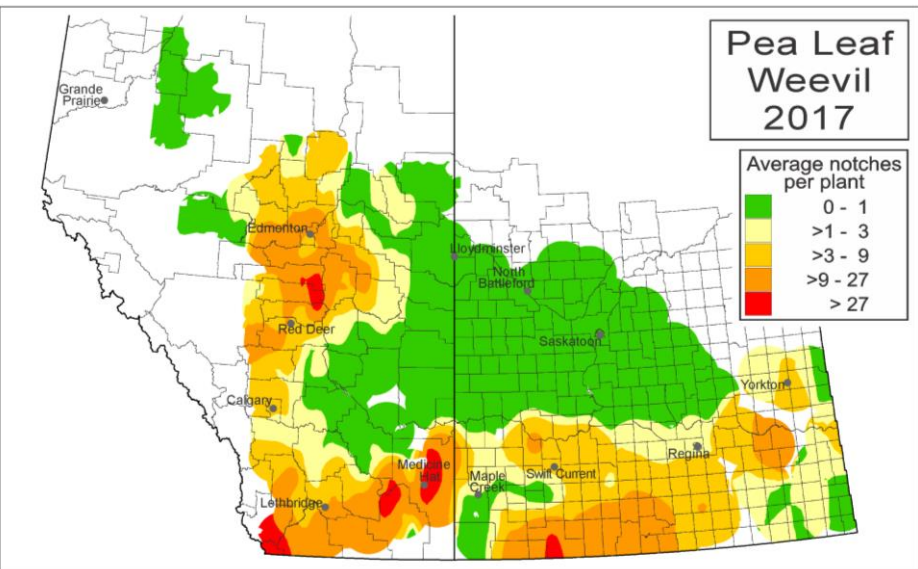 Pea Leaf
Weevil
2017
Average notches
per plant
0 - 1
>1 - 3
>3 - 9
>9 - 27
> 27
Grande
Prairie
Edmonton
Lloydminster
North
Battleford
Red Deer
Saskatoon
Calgary
Yorkton
Medicine
Hat
Maple
Creek
Swift Current
Regina
Lethbridge